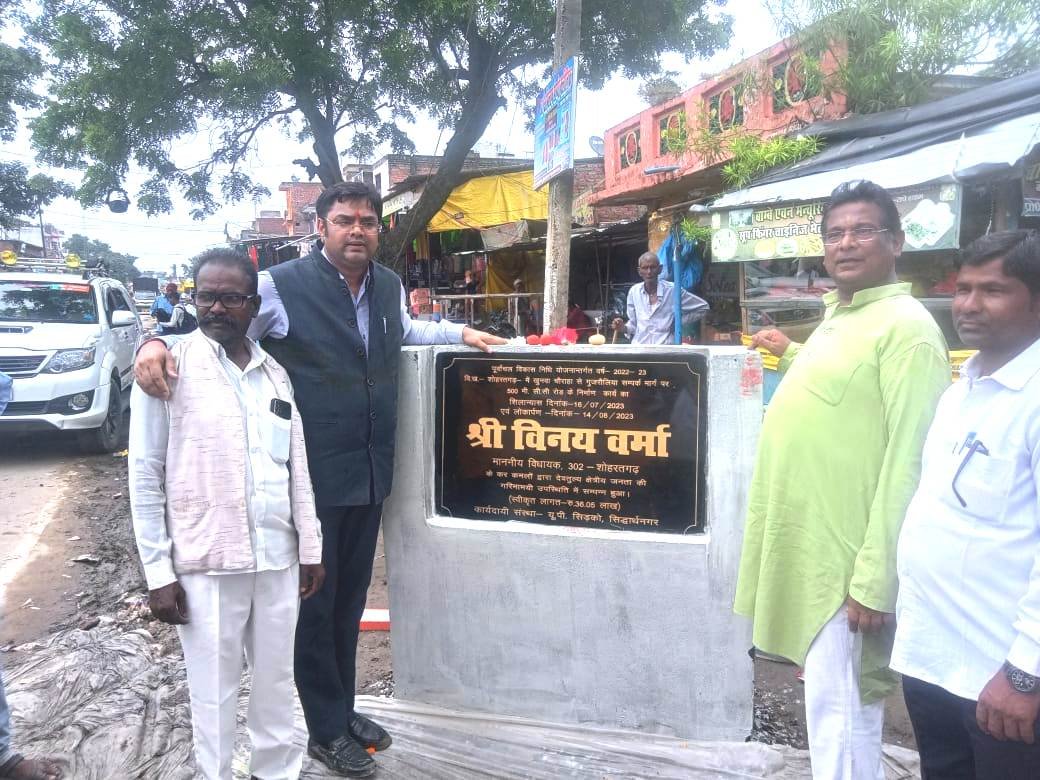 पूर्वांचल विकास निधि योजनान्तर्गत वर्ष- 2022 - 23
वि.ख.- शोहरतगढ़- में खुनवा चौराहा से गुजरौलिया सम्पर्क मार्ग पर
500 मी. सी.सी रोड के निर्माण कार्य का
शिलान्यास दिनांक-16/07/2023
एवं लोकार्पण -दिनांक- 14/08/2023
श्री विनय वर्मा
माननीय विधायक, 302 - शोहरतगढ़
के कर कमलों द्वारा देवतुल्य क्षेत्रीय जनता की
गरिमामयी उपस्थिति में सम्पन्न हुआ।
(स्वीकृत लागत-रु.36.05 लाख)
कार्यदायी संस्था- यू.पी. सिडको, सिद्धार्थनगर